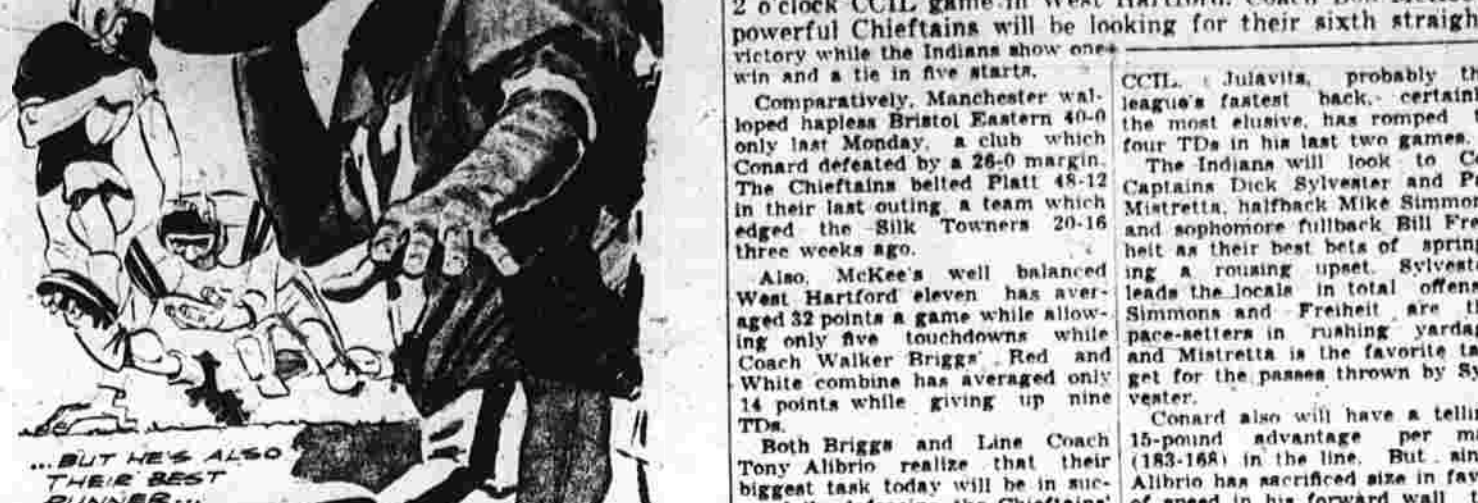 ...BUT HE'S ALSO
THEIR BEST
RUNNER...
2 o'clock CCIL game in West Hartford. Coach
powerful Chieftains will be looking for their sixth straight
victory while the Indians show one
win and a tie in five starts.
Comparatively, Manchester wal-
loped hapless Bristol Eastern 40-0
only last Monday, a club which
Conard defeated by a 26-0 margin.
The Chieftains belted Platt 48-12
in their last outing a team which
edged the Silk Towners 20-16
three weeks ago.
Also, McKee's well balanced
West Hartford eleven has aver-
aged 32 points a game while allow-
ing only five touchdowns while
Coach Walker Briggs' Red and
White combine has averaged only
14 points while giving up nine
TDs.
Both Briggs and Line Coach
Tony Alibrio realize that their
biggest task today will be in suc-
facing the Chieftains'
CCIL. Julavits, probably th
league's fastest back, certainl
the most elusive, has romped
four TDs in his last two games.
The Indians will look to C
Captains Dick Sylvester and P
Mistretta, halfback Mike Simmo
and sophomore fullback Bill Fre
heit as their best bets of spring
ing a rousing upset. Sylveste
leads the locals in total offens
Simmons and Freiheit are t
pace-setters in rushing yarda
and Mistretta is the favorite ta
get for the passes thrown by Sy
vester.
Conard also will have a telli
15-pound advantage per m
(183-168) in the line. But sin
Alibrio has sacrificed size in fav
of speed in his forward wall